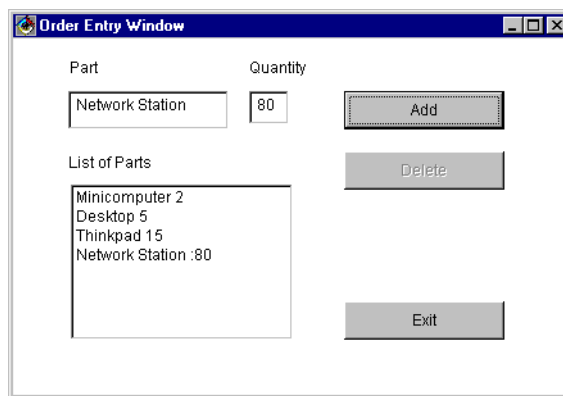 Order Entry Window
Part
Quantity
Network Station
80
Add
List of Parts
Delete
Minicomputer 2
Desktop 5
Thinkpad 15
Network Station :80
Exit